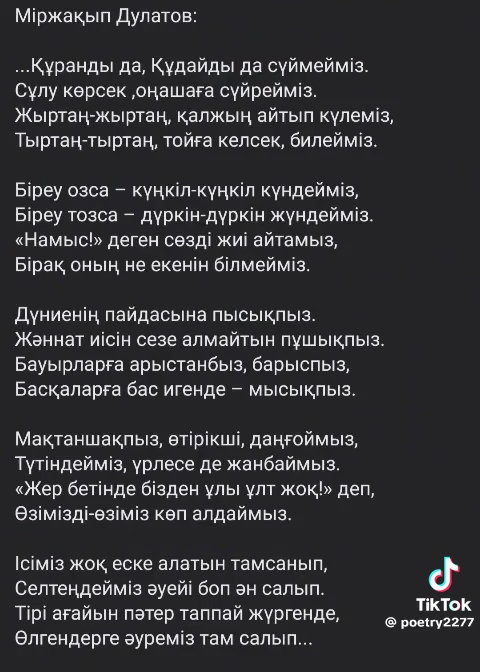 Міржақып Дулатов:
...Құранды да, Құдайды да сүймейміз.
Сұлу көрсек ,оңашаға сүйрейміз.
Жыртаң-жыртаң, қалжың айтып күлеміз,
Тыртаң-тыртаң, тойға келсек, билейміз.
Біреу озса – күңкіл-күңкіл күндейміз,
Біреу тозса – дүркін-дүркін жүндейміз.
«Намыс!» деген сөзді жиі айтамыз,
Бірақ оның не екенін білмейміз.
Дүниенің пайдасына пысықпыз.
Жәннат иісін сезе алмайтын пұшықпыз.
Бауырларға арыстанбыз, барыспыз,
Басқаларға бас игенде – мысықпыз.
Мақтаншақпыз, өтірікші, даңғоймыз,
Түтіндейміз, үрлесе де жанбаймыз.
«Жер бетінде бізден ұлы ұлт жоқ!» деп,
Өзімізді-өзіміз көп алдаймыз.
Ісіміз жоқ еске алатын тамсанып,
Селтеңдейміз әуейі боп ән салып.
Тірі ағайын пәтер таппай жүргенде,
Өлгендерге әуреміз там салып...
TikTok
@ poetry2277